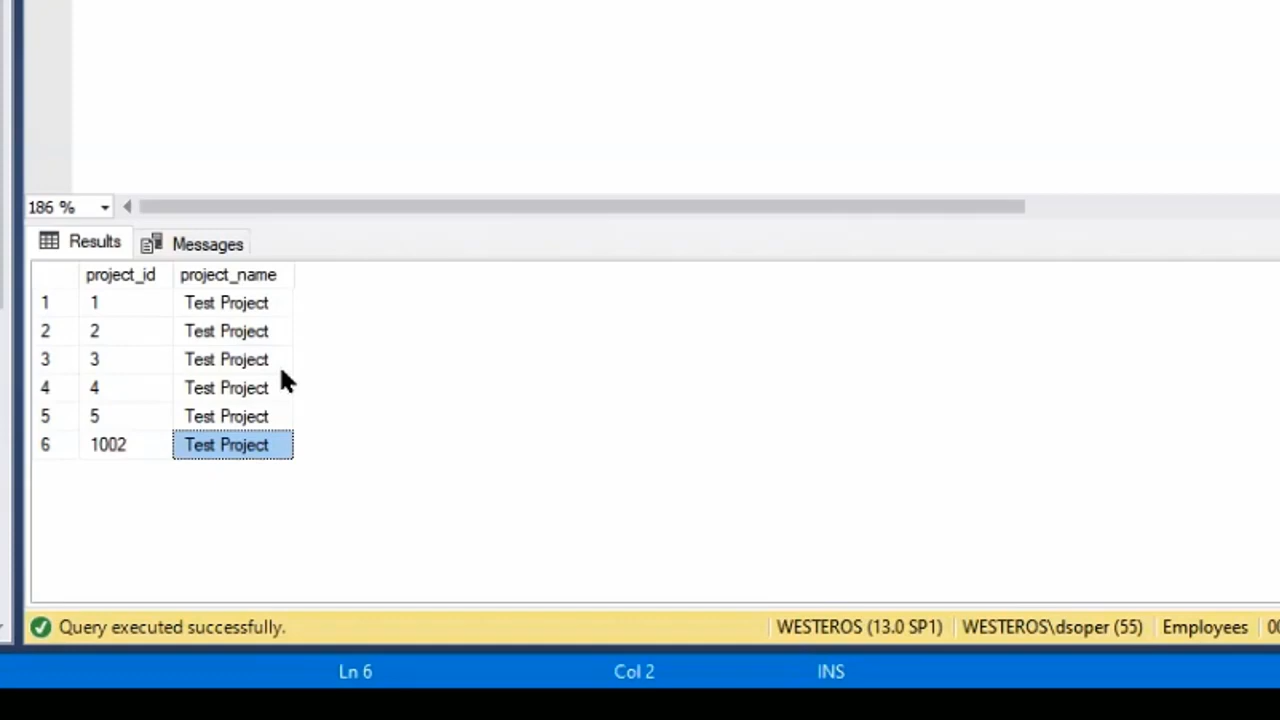 186 %
Results Messages
project_id project_name
1 1 Test Project
2 2 Test Project
3 3 Test Project
4 4 Test Project
5 5 Test Project
6 1002 Test Project
Query executed successfully. WESTEROS (13.0 SP1) WESTEROS\dsoper (55) Employees 00
Ln 6 Col 2 INS